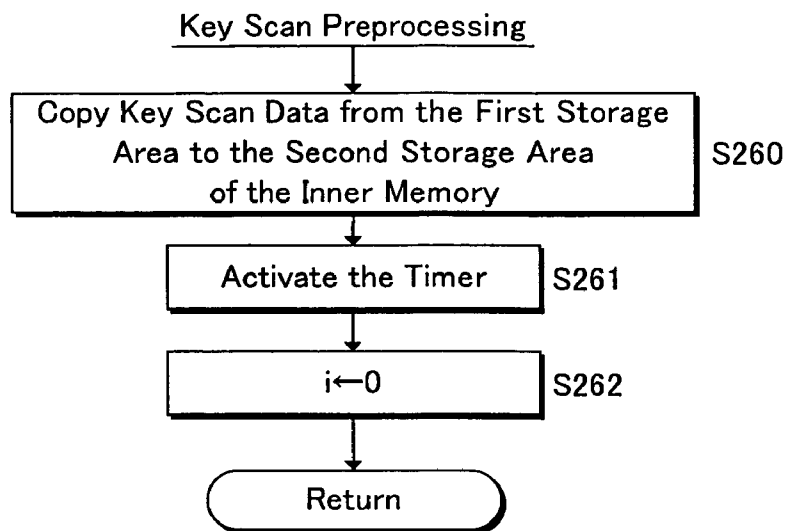 Key Scan Preprocessing
Copy Key Scan Data from the First Storage
Area to the Second Storage Area
of the Inner Memory
S260
Activate the Timer
S261
i←0
S262
Return